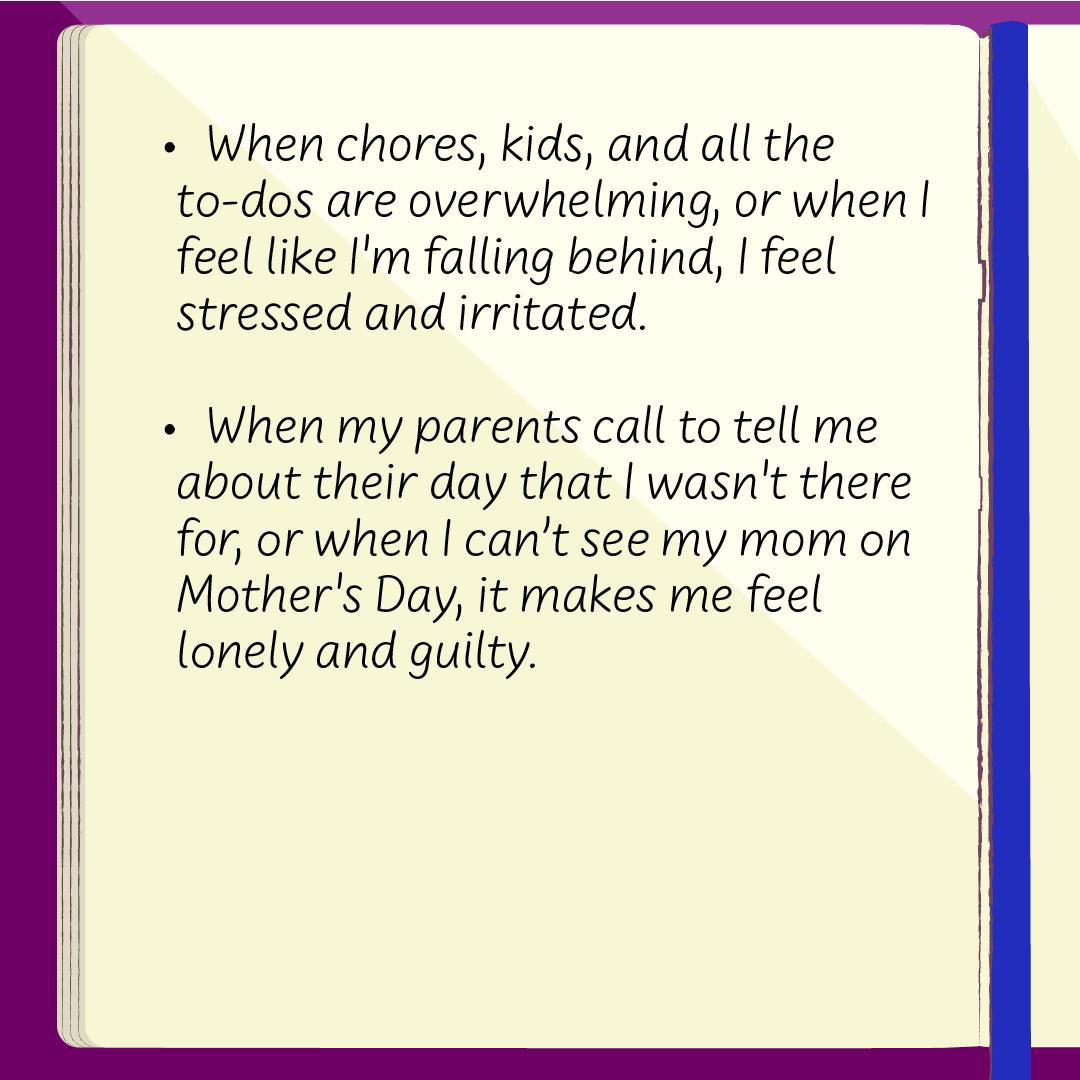 • When chores, kids, and all the
to-dos are overwhelming, or when I
feel like I'm falling behind, I feel
stressed and irritated.
• When my parents call to tell me
about their day that I wasn't there
for, or when I can’t see my mom on
Mother's Day, it makes me feel
lonely and guilty.